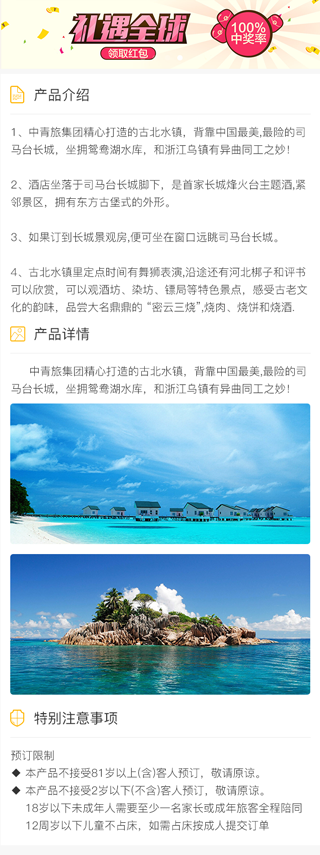 礼遇全球
领取红包
100%
中奖率
产品介绍
1、中青旅集团精心打造的古北水镇，背靠中国最美,最险的司
马台长城，坐拥鸳鸯湖水库，和浙江乌镇有异曲同工之妙！
2、酒店坐落于司马台长城脚下，是首家长城烽火台主题酒,紧
邻景区，拥有东方古堡式的外形。
3、如果订到长城景观房,便可坐在窗口远眺司马台长城。
4、古北水镇里定点时间有舞狮表演,沿途还有河北梆子和评书
可以欣赏，可以观酒坊、染坊、镖局等特色景点，感受古老文
化的韵味，品尝大名鼎鼎的 “密云三烧”,烧肉、烧饼和烧酒.
产品详情
中青旅集团精心打造的古北水镇，背靠中国最美,最险的司
马台长城，坐拥鸳鸯湖水库，和浙江乌镇有异曲同工之妙！
特别注意事项
预订限制
◆ 本产品不接受81岁以上(含)客人预订，敬请原谅。
◆ 本产品不接受2岁以下(不含)客人预订，敬请原谅。
18岁以下未成年人需要至少一名家长或成年旅客全程陪同
12周岁以下儿童不占床，如需占床按成人提交订单